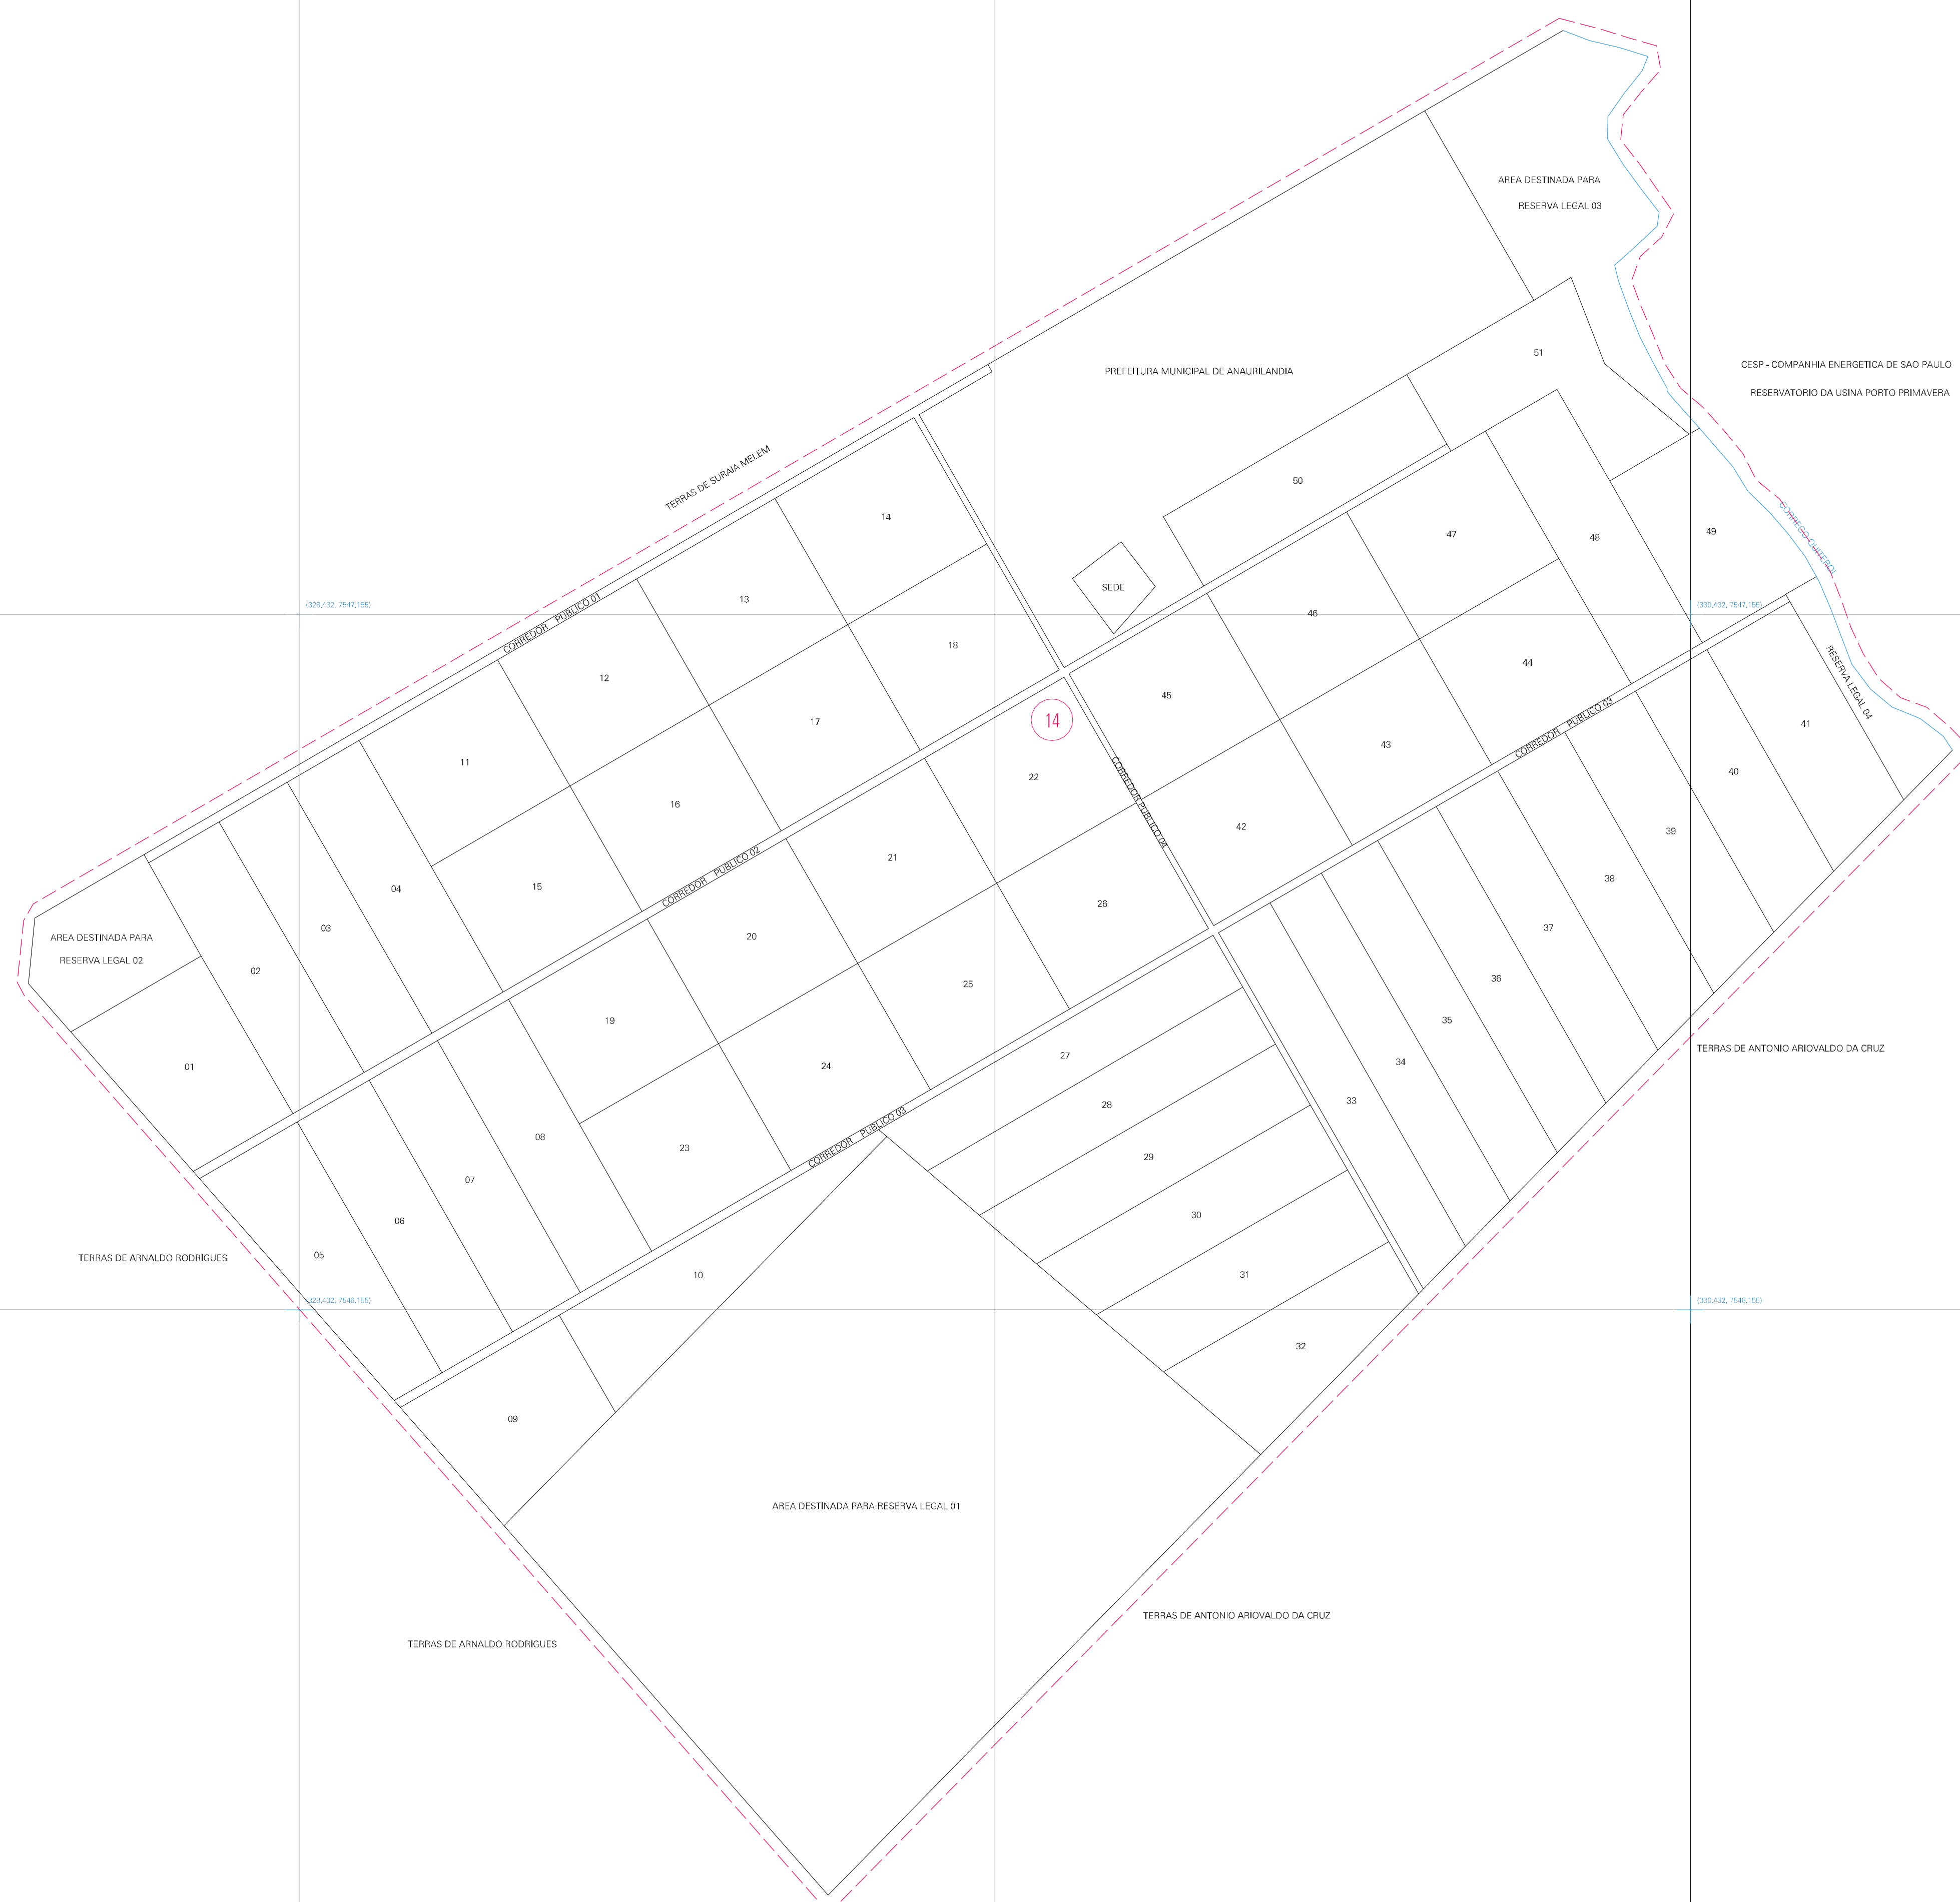 AREA DESTINADA PARA
RESERVA LEGAL 03
51
CESP - COMPANHIA ENERGETICA DE SAO PAULO
RESERVATORIO DA USINA PORTO PRIMAVERA
PREFEITURA MUNICIPAL DE ANAURILANDIA
TERRAS DE SURAIA MELEM
50
14
47
48
49
CORREGO QUITEROI
SEDE
13
CORREDOR PUBLICO 01
(328,432, 7547,155)
(330,432, 7547,155)
46
18
12
44
RESERVA LEGAL 04
45
17
14
43
CORREDOR PUBLICO 03
41
11
22
40
16
CORREDOR PUBLICO 04
42
39
21
CORREDOR PUBLICO 02
04
15
38
26
03
20
37
AREA DESTINADA PARA
RESERVA LEGAL 02
02
25
36
19
35
TERRAS DE ANTONIO ARIOVALDO DA CRUZ
27
34
01
24
33
28
CORREDOR PUBLICO 03
08
23
29
07
30
06
05
TERRAS DE ARNALDO RODRIGUES
10
31
(328,432, 7546,155)
(330,432, 7546,155)
32
09
AREA DESTINADA PARA RESERVA LEGAL 01
TERRAS DE ANTONIO ARIOVALDO DA CRUZ
TERRAS DE ARNALDO RODRIGUES